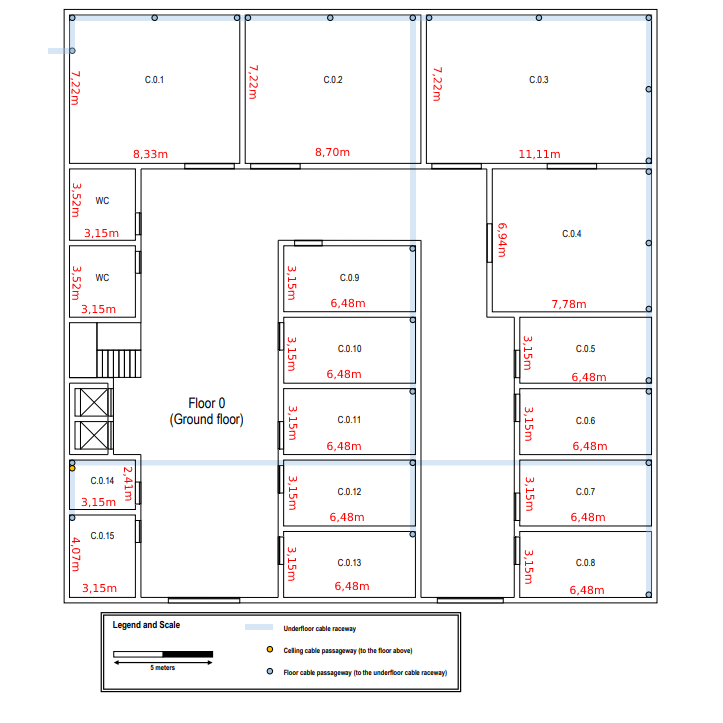 C.0.1
7,22m
8,33m
C.0.2
7,22m
8,70m
C.0.3
7,22m
11,11m
WC
3,52m
3,15m
C.0.4
6,94m
7,78m
WC
3,52m
3,15m
C.0.9
3,15m
6,48m
C.0.10
3,15m
6,48m
C.0.5
3,15m
6,48m
Floor 0
(Ground floor)
C.0.11
3,15m
6,48m
C.0.6
3,15m
6,48m
C.0.14
2,41m
3,15m
C.0.12
3,15m
6,48m
C.0.7
3,15m
6,48m
C.0.15
4,07m
3,15m
C.0.13
3,15m
6,48m
C.0.8
3,15m
6,48m
Legend and Scale
5 meters
Underfloor cable raceway
Ceiling cable passageway (to the floor above)
Floor cable passageway (to the underfloor cable raceway)